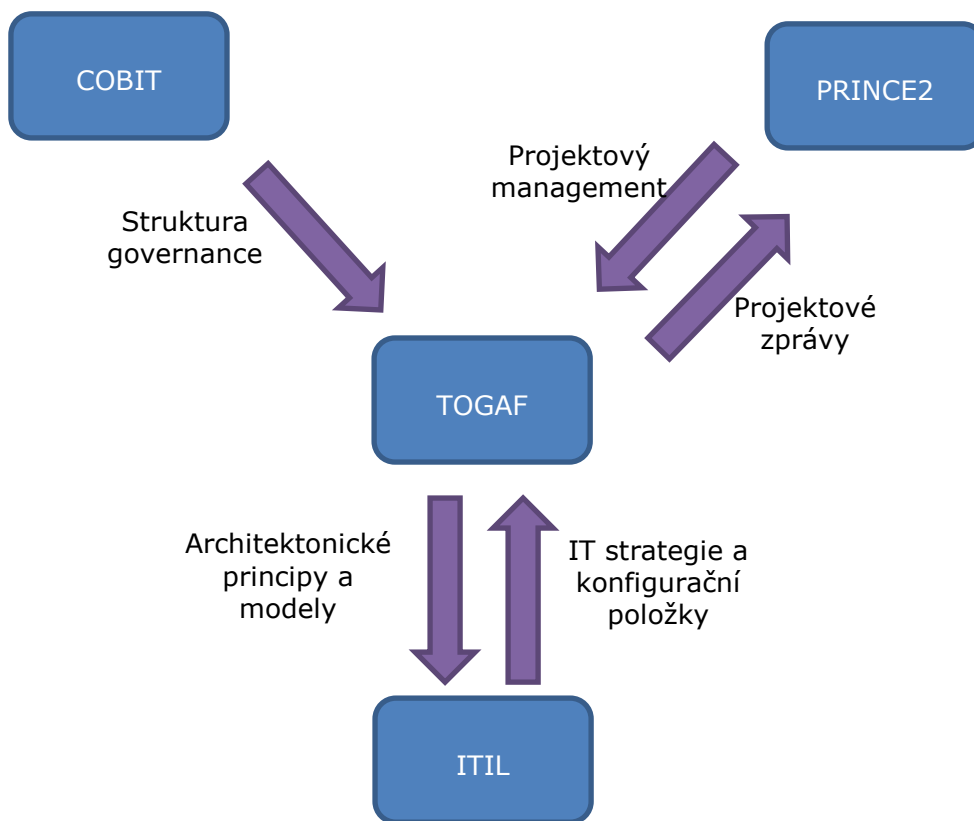 COBIT
PRINCE2
Projektový
management
Struktura
governance
Projektové
zprávy
TOGAF
Architektonické
principy a
modely
IT strategie a
konfigurační
položky
ITIL